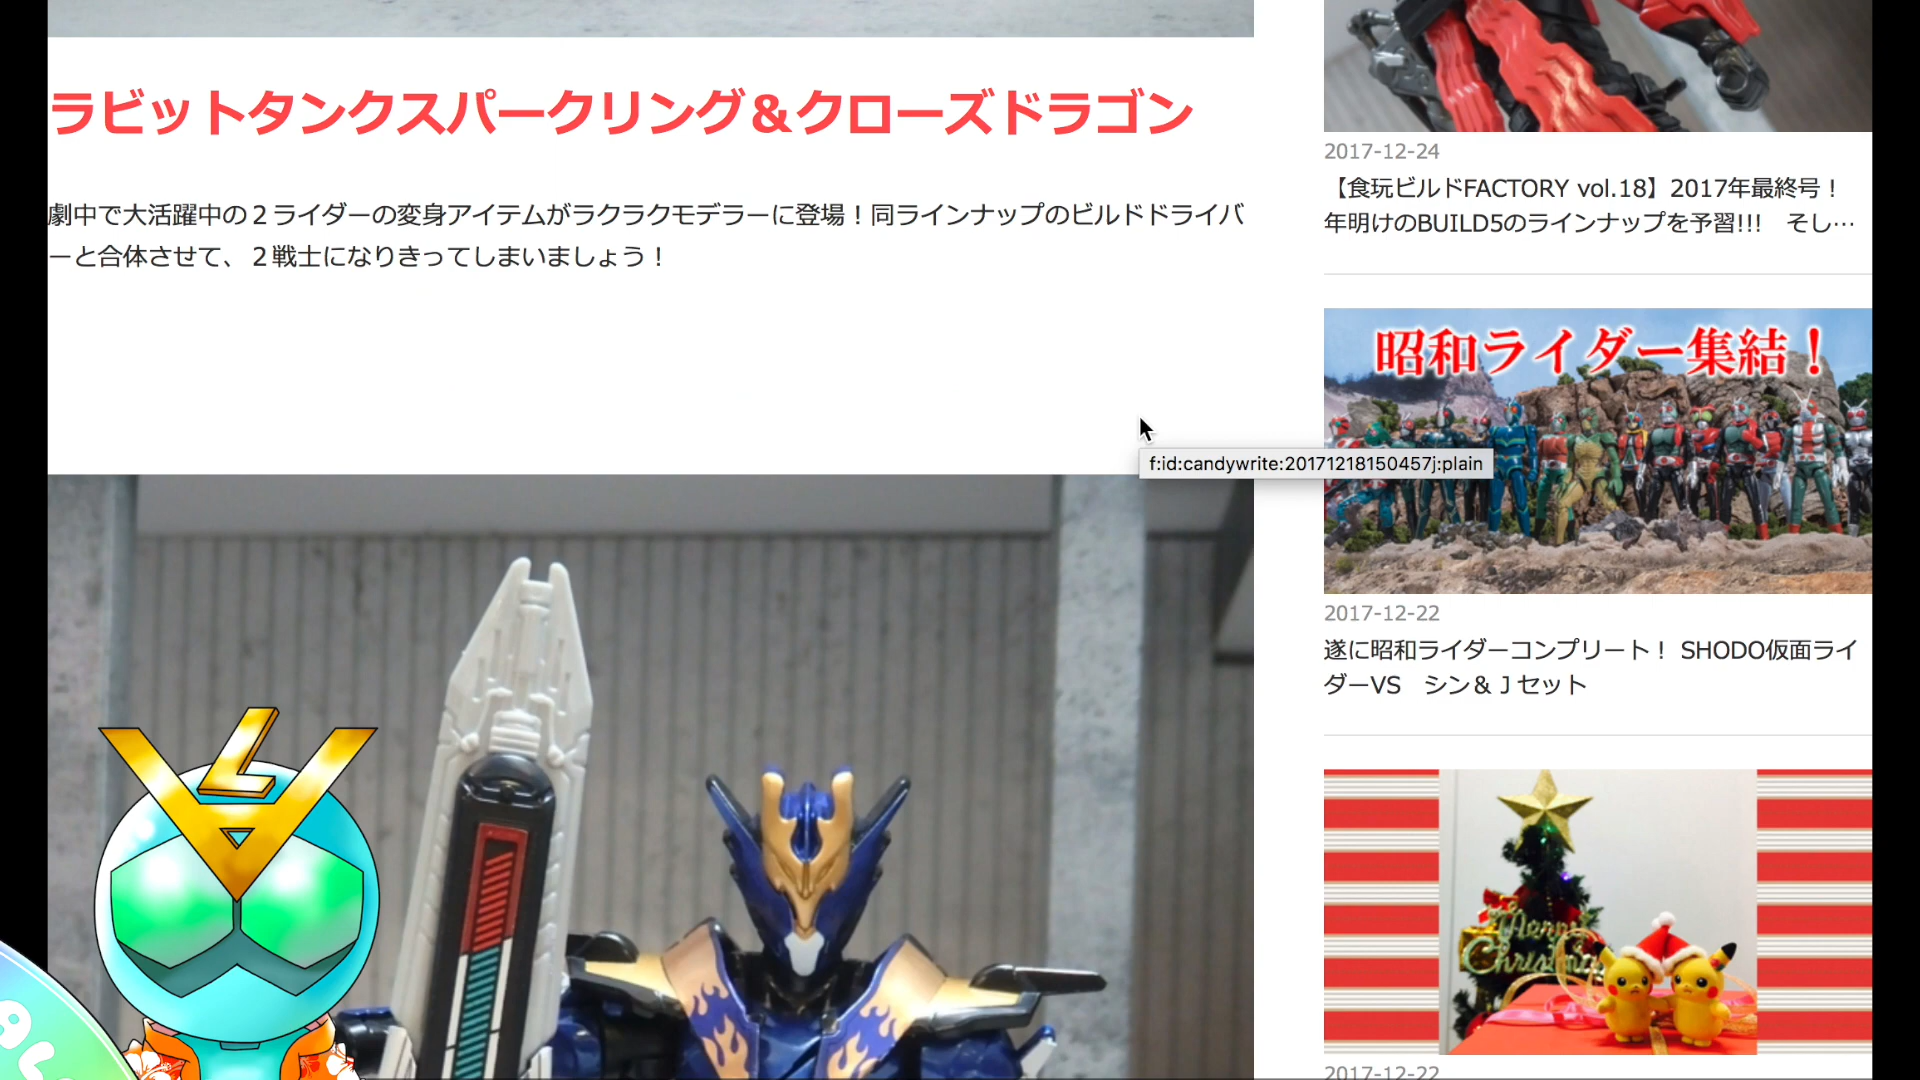 ラビットタンクスパークリング＆クローズドラゴン
劇中で大活躍中の２ライダーの変身アイテムがラクラクモデラーに登場！同ラインナップのビルドドライバ
ーと合体させて、２戦士になりきってしまいましょう！
f:id:candywrite:20171218150457j:plain
2017-12-24
【食玩ビルドFACTORY vol.18】2017年最終号！
年明けのBUILD5のラインナップを予習!!!　そし…
昭和ライダー集結！
2017-12-22
遂に昭和ライダーコンプリート！ SHODO仮面ライ
ダーVS　シン＆Ｊセット
Merry
Christmas
2017-12-22